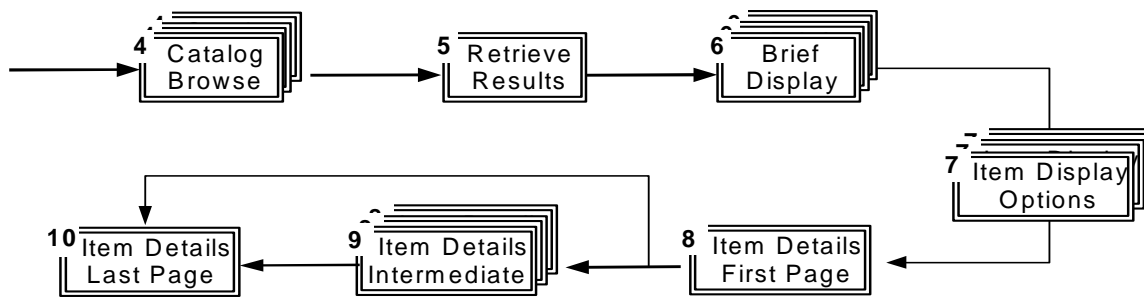 4 Catalog
Browse
5 Retrieve
Results
6 Brief
Display
7 Item Display
Options
8 Item Details
First Page
9 Item Details
Intermediate
10 Item Details
Last Page